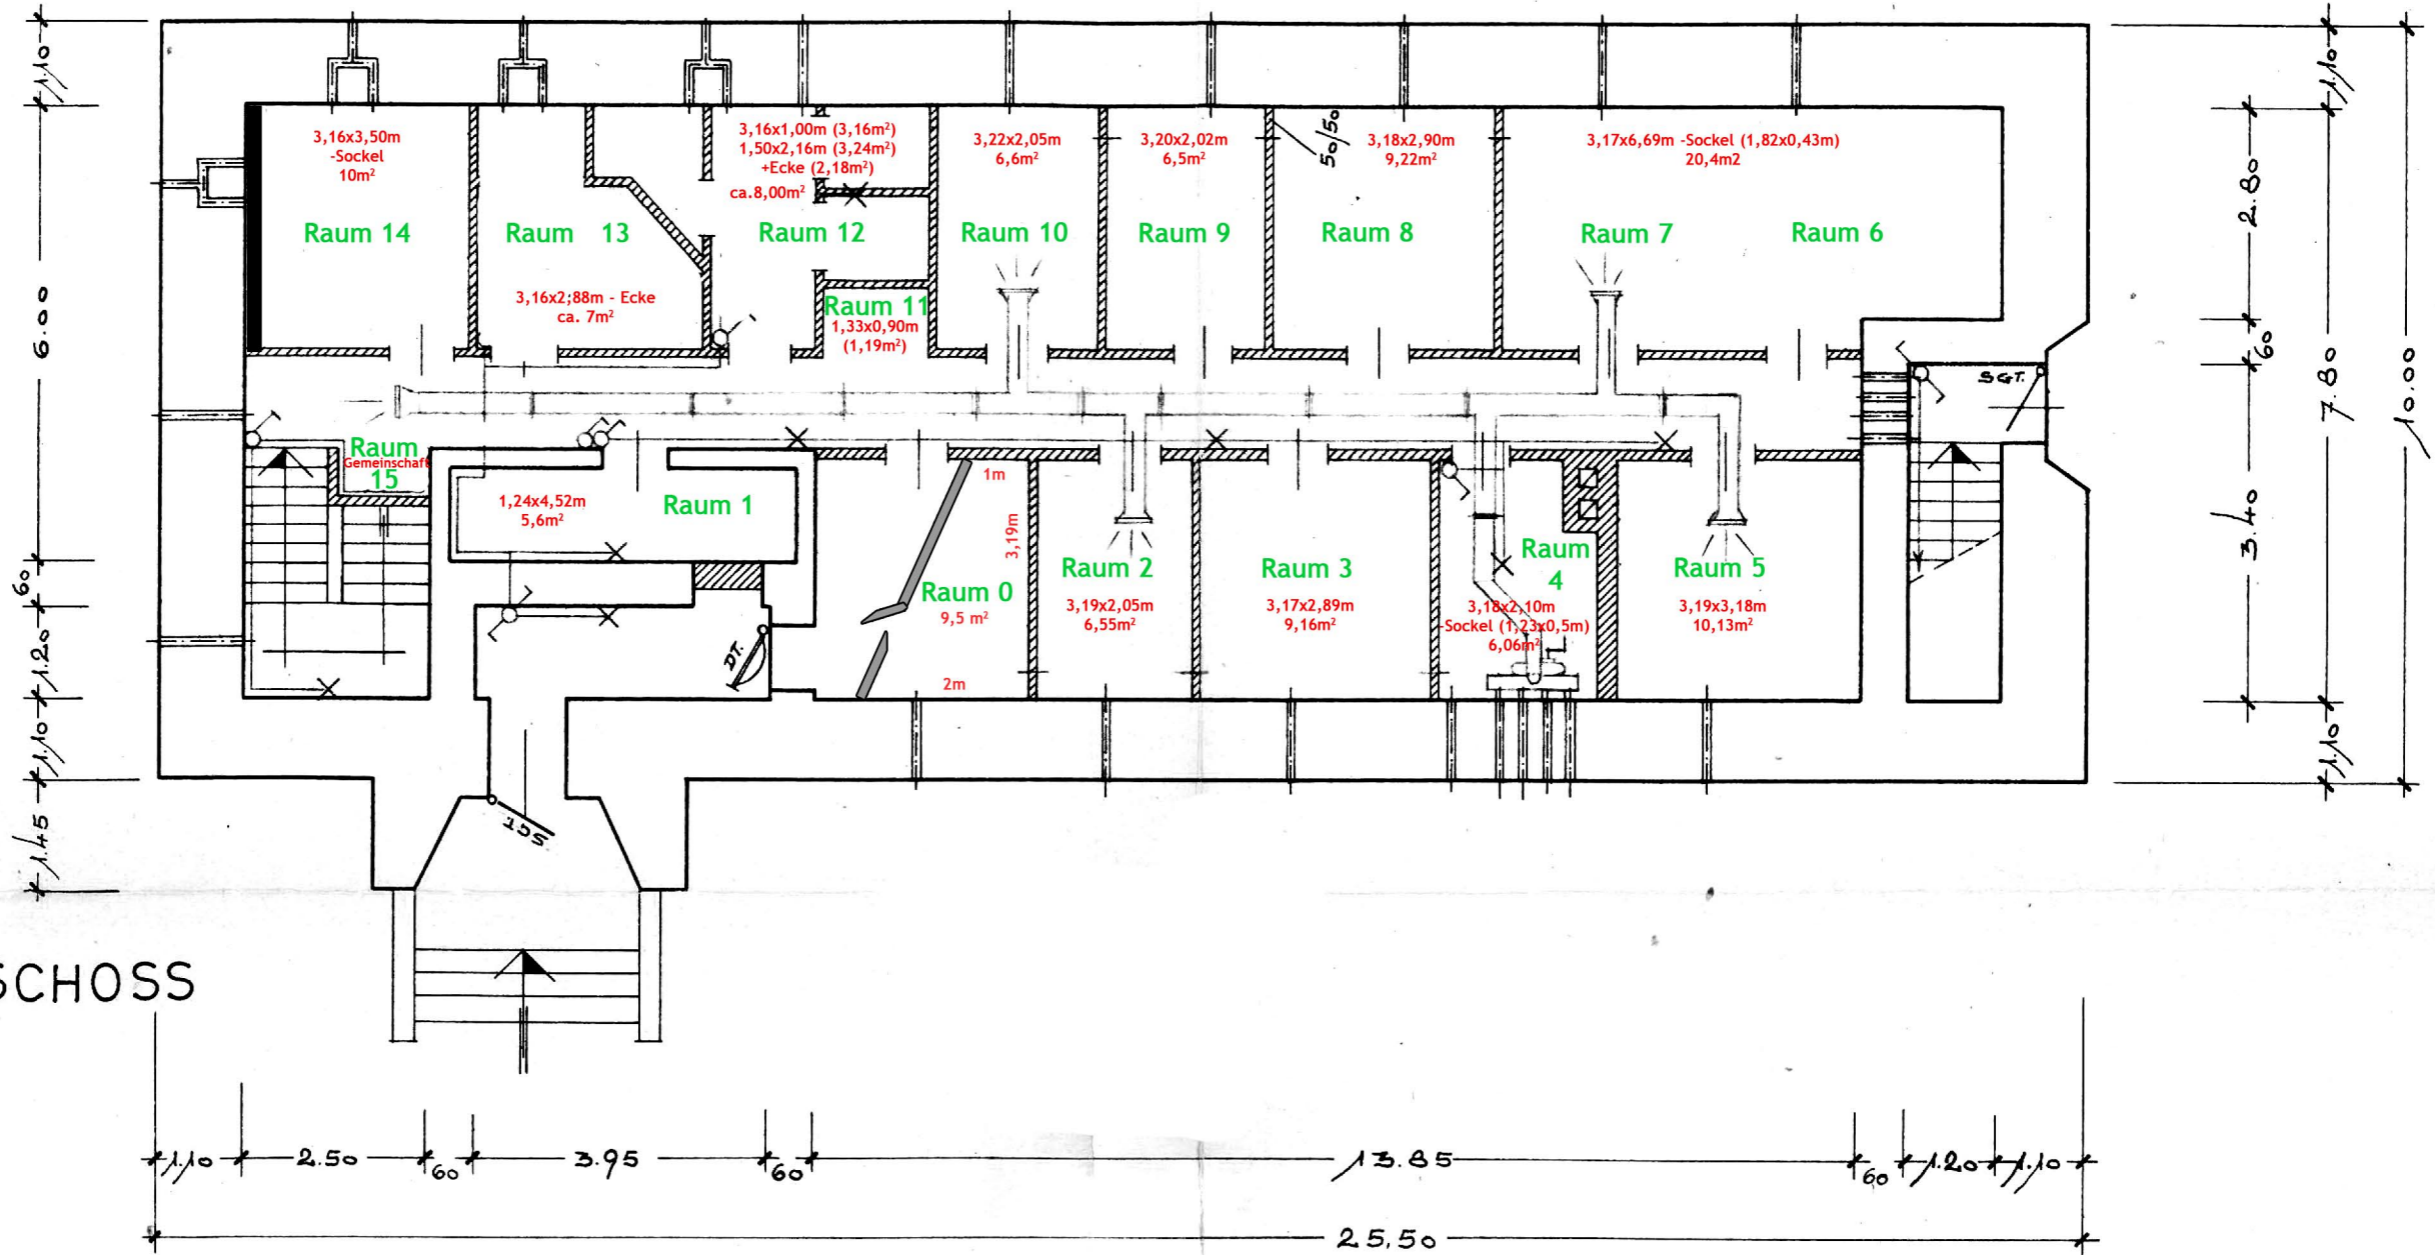 1.10
6.00
60
1.20
1.10
1.45
3,16x3,50m
-Sockel
10m²
Raum 14
Raum 13
3,16x2;88m - Ecke
ca. 7m²
3,16x1,00m (3,16m²)
1,50x2,16m (3,24m²)
+Ecke (2,18m²)
ca.8,00m²
Raum 12
Raum 11
1,33x0,90m
(1,19m²)
3,22x2,05m
6,6m²
Raum 10
3,20x2,02m
6,5m²
Raum 9
50/50
3,18x2,90m
9,22m²
Raum 8
3,17x6,69m -Sockel (1,82x0,43m)
20,4m2
Raum 7
Raum 6
1.10
2.80
60
7.80
10.00
3.40
1.10
SGT.
Raum
Gemeinschaft
15
1,24x4,52m
5,6m²
Raum 1
1m
3,19m
Raum 0
9,5 m²
2m
Raum 2
3,19x2,05m
6,55m²
Raum 3
3,17x2,89m
9,16m²
Raum
4
3,18x2,10m
-Sockel (1,23x0,5m)
6,06m²
Raum 5
3,19x3,18m
10,13m²
DT.
SGT
SCHOSS
1.10
2.50
60
3.95
60
13.85
60
1.20
1.10
25.50